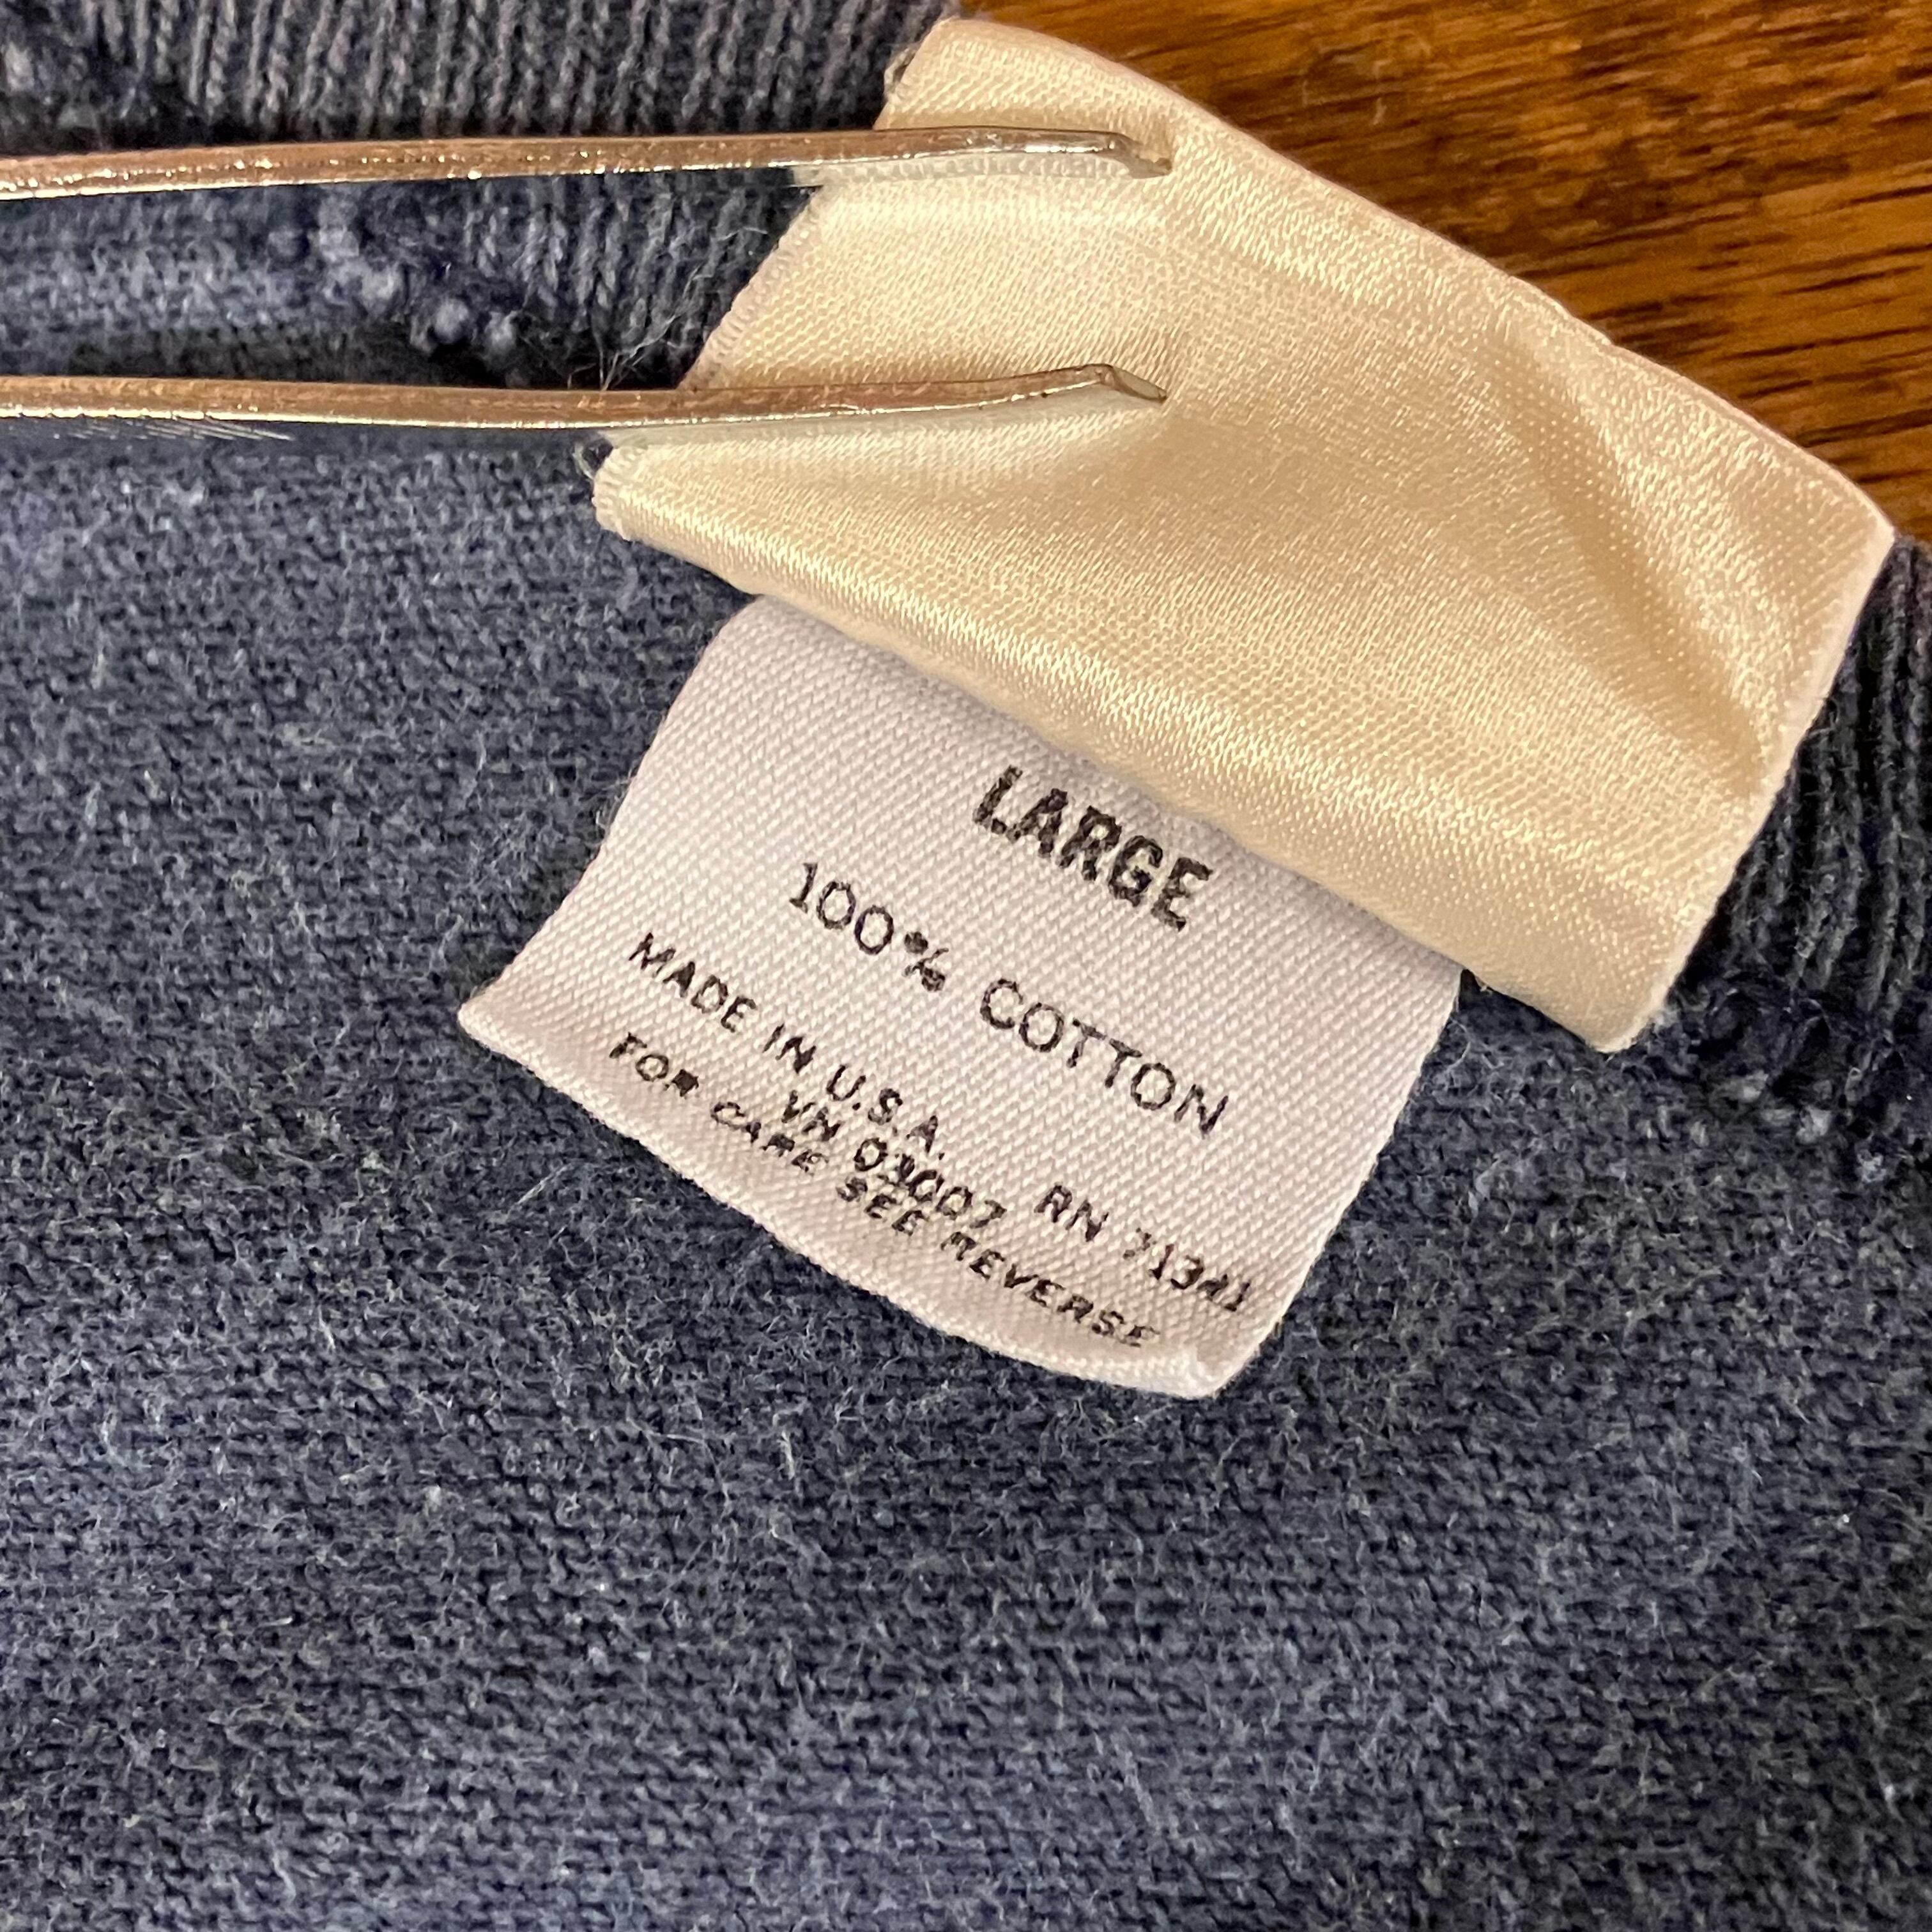 LARGE
100% COTTON
MADE IN U.S.A. RN 71341
VN 03007
FOR CARE SEE REVERSE